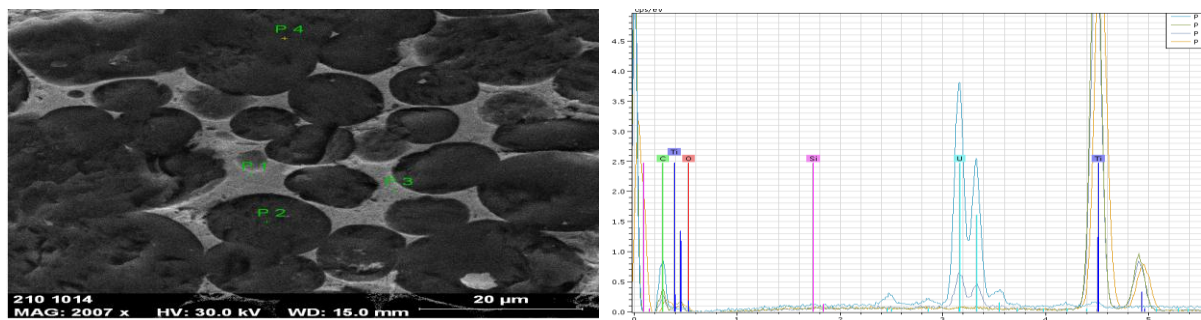 P 4
P 1
P 3
P 2
210 1014
MAG: 2007 x HV: 30.0 kV WD: 15.0 mm
20 µm
cps/eV
4.5
4.0
3.5
3.0
2.5
2.0
1.5
1.0
0.5
0.0
C Ti O Si U Ti
P
P
P
P
0 1 2 3 4 5